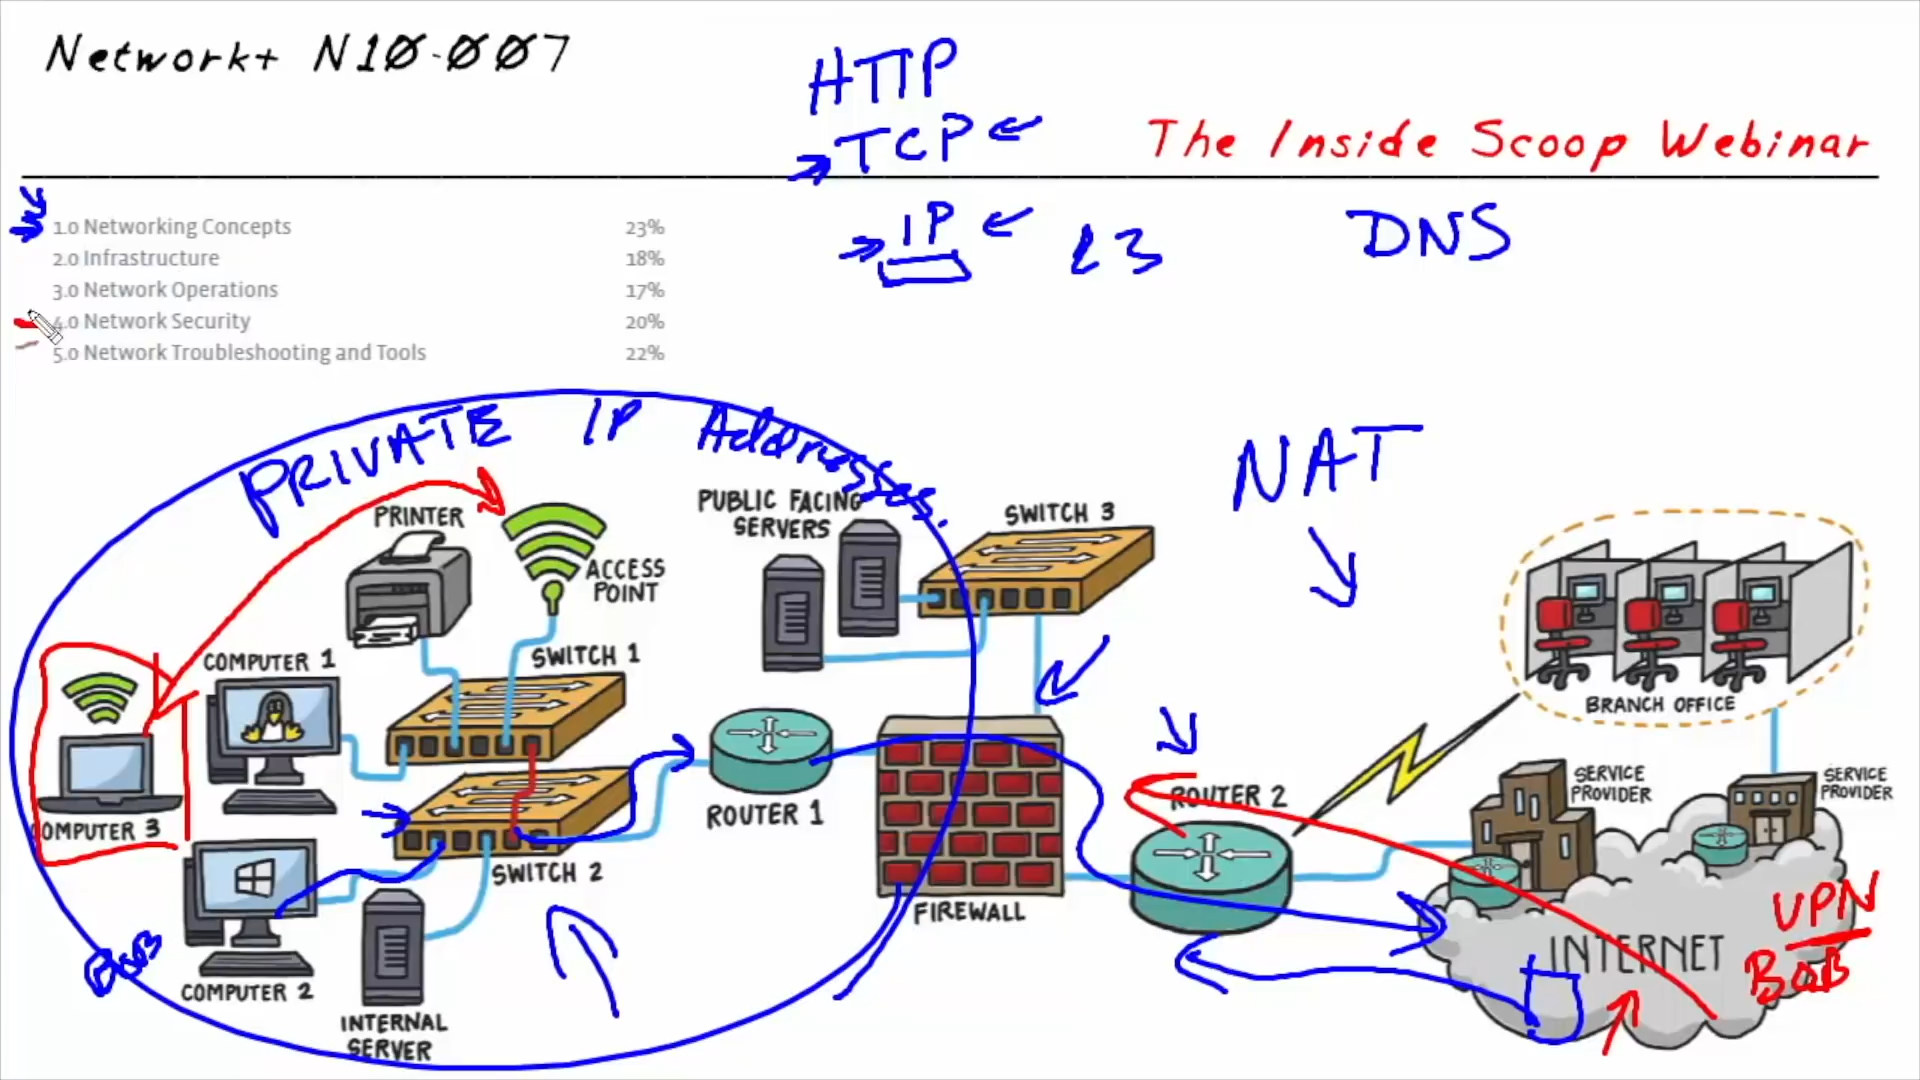 Network+ N10-007
HTTP
TCP
The Inside Scoop Webinar
1.0 Networking Concepts 23%
2.0 Infrastructure 18%
3.0 Network Operations 17%
4.0 Network Security 20%
5.0 Network Troubleshooting and Tools 22%
IP
L3
DNS
PRIVATE IP Addresses.
NAT
PRINTER
ACCESS
POINT
PUBLIC FACING
SERVERS
SWITCH 3
COMPUTER 1
SWITCH 1
BRANCH OFFICE
COMPUTER 3
SWITCH 2
ROUTER 1
FIREWALL
ROUTER 2
SERVICE
PROVIDER
SERVICE
PROVIDER
COMPUTER 2
INTERNAL
SERVER
INTERNET
VPN
BOB